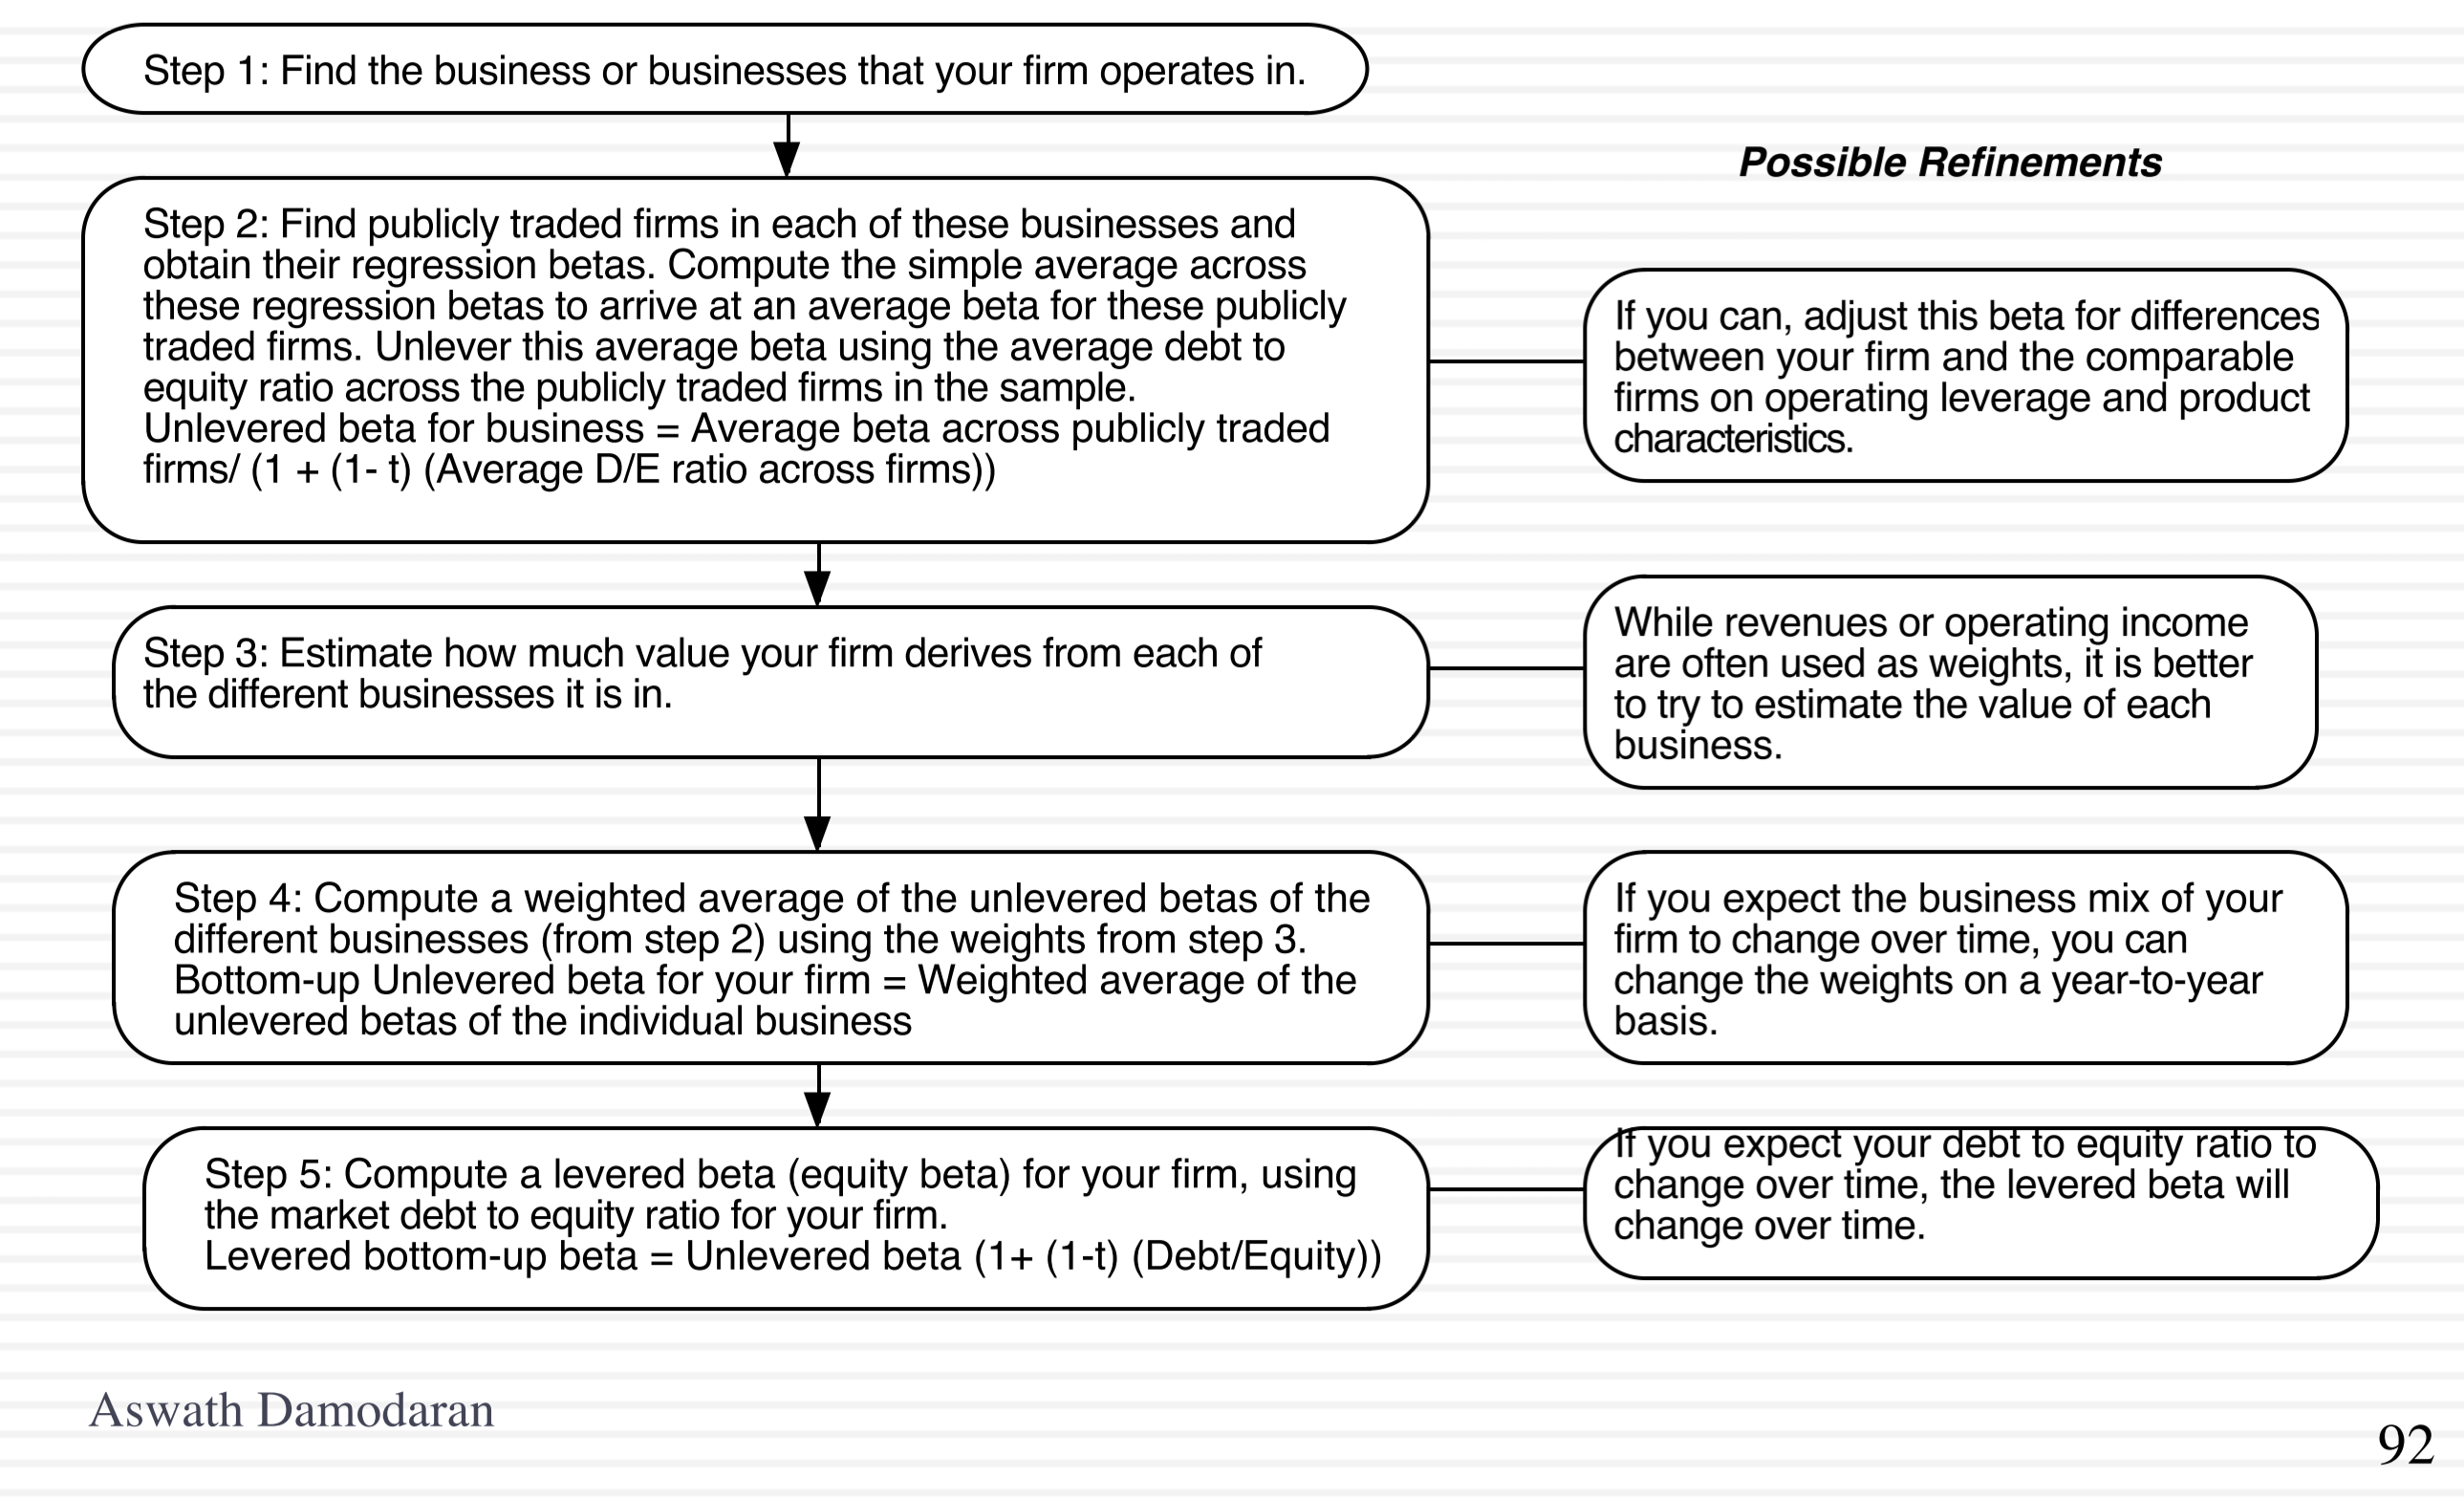 Step 1: Find the business or businesses that your firm operates in.
Possible Refinements
Step 2: Find publicly traded firms in each of these businesses and
obtain their regression betas. Compute the simple average across
these regression betas to arrive at an average beta for these publicly
traded firms. Unlever this average beta using the average debt to
equity ratio across the publicly traded firms in the sample.
Unlevered beta for business = Average beta across publicly traded
firms/ (1 + (1- t) (Average D/E ratio across firms))
If you can, adjust this beta for differences
between your firm and the comparable
firms on operating leverage and product
characteristics.
Step 3: Estimate how much value your firm derives from each of
the different businesses it is in.
While revenues or operating income
are often used as weights, it is better
to try to estimate the value of each
business.
Step 4: Compute a weighted average of the unlevered betas of the
different businesses (from step 2) using the weights from step 3.
Bottom-up Unlevered beta for your firm = Weighted average of the
unlevered betas of the individual business
If you expect the business mix of your
firm to change over time, you can
change the weights on a year-to-year
basis.
Step 5: Compute a levered beta (equity beta) for your firm, using
the market debt to equity ratio for your firm.
Levered bottom-up beta = Unlevered beta (1+ (1-t) (Debt/Equity))
If you expect your debt to equity ratio to
change over time, the levered beta will
change over time.
Aswath Damodaran
92